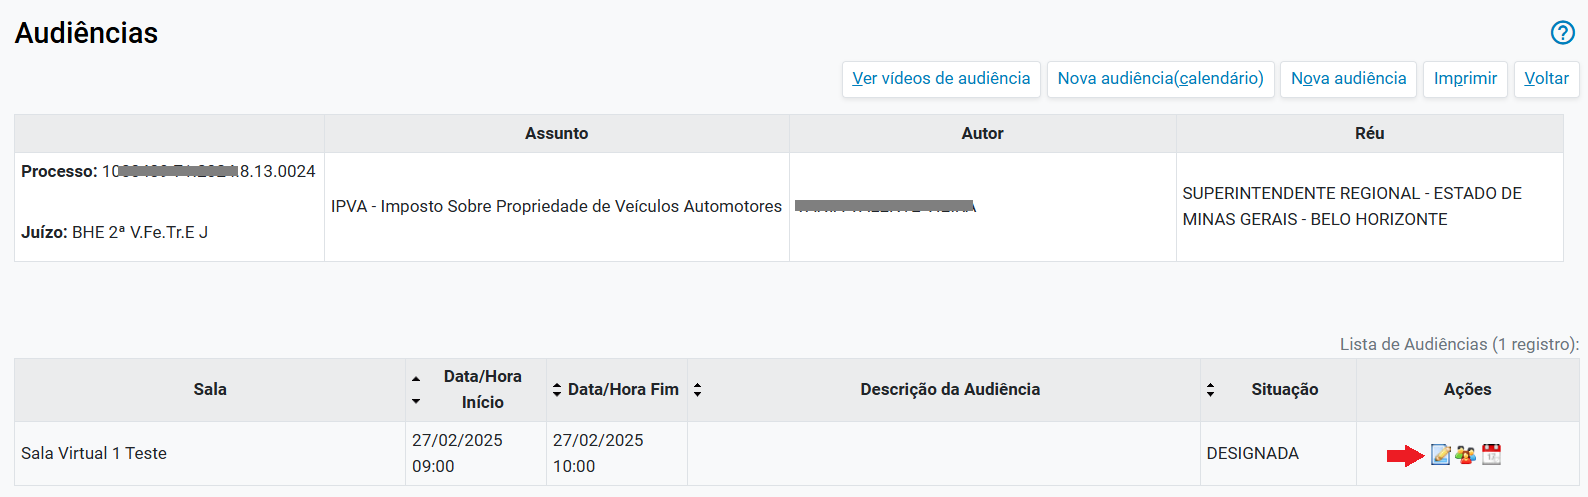 Audiências
Ver vídeos de audiência Nova audiência(calendário) Nova audiência Imprimir Voltar
Assunto Autor Réu
Processo: 10 8.13.0024
Juízo: BHE 2ª V.Fe.Tr.E J
IPVA - Imposto Sobre Propriedade de Veículos Automotores
SUPERINTENDENTE REGIONAL - ESTADO DE
MINAS GERAIS - BELO HORIZONTE
Lista de Audiências (1 registro):
Sala Data/Hora Início Data/Hora Fim Descrição da Audiência Situação Ações
Sala Virtual 1 Teste 27/02/2025 09:00 27/02/2025 10:00 DESIGNADA